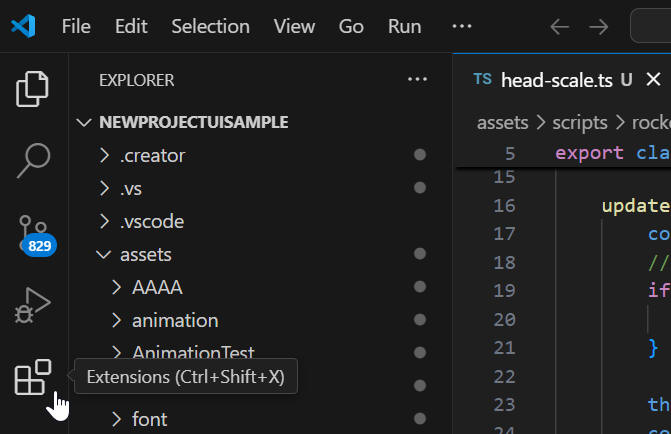 File Edit Selection View Go Run ···
EXPLORER ···
NEWPROJECTUISAMPLE
.creator
.vs
.vscode
assets
AAAA
animation
AnimationTest
font
829
Extensions (Ctrl+Shift+X)
TS head-scale.ts U
assets > scripts > rocke
5 export cla
15
16 update
17 co
18 //
19 if
20
21 }
22
23 th
24 co